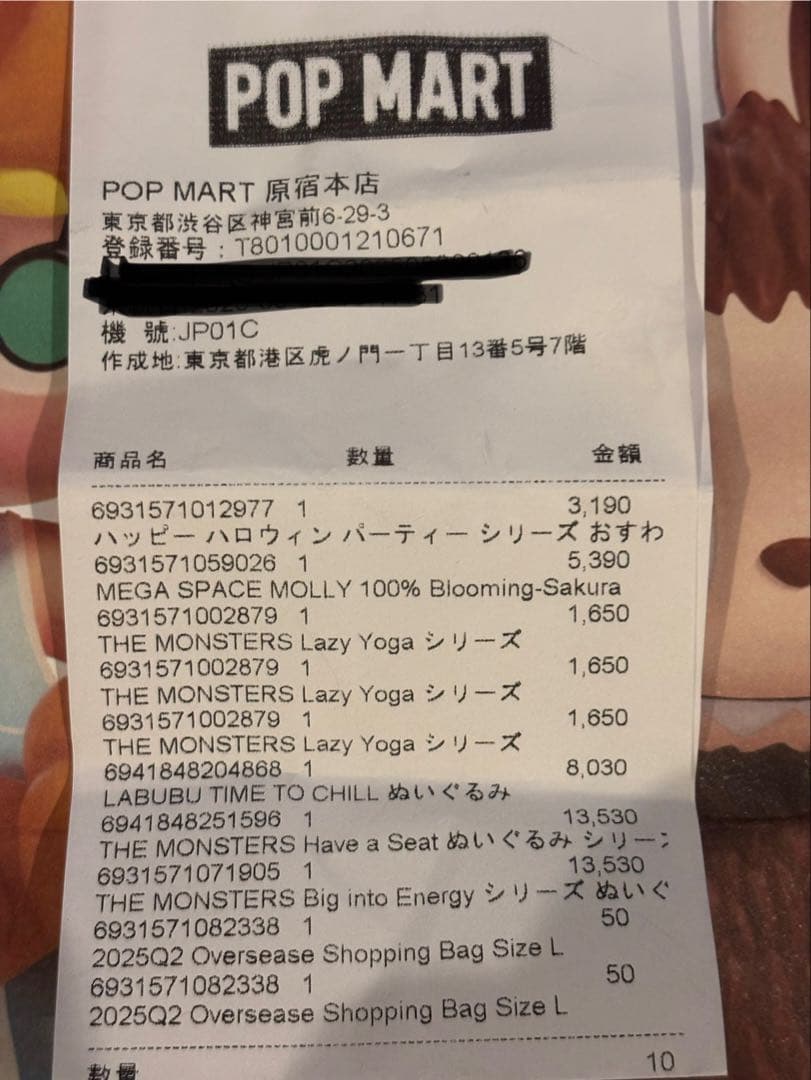 POP MART
POP MART 原宿本店
東京都渋谷区神宮前6-29-3
登録番号：T8010001210671
機 號:JP01C
作成地:東京都港区虎ノ門一丁目13番5号7階
商品名 数量 金額
6931571012977 1 3,190
ハッピー ハロウィン パーティー シリーズ おすわ
6931571059026 1 5,390
MEGA SPACE MOLLY 100% Blooming-Sakura
6931571002879 1 1,650
THE MONSTERS Lazy Yoga シリーズ
6931571002879 1 1,650
THE MONSTERS Lazy Yoga シリーズ
6931571002879 1 1,650
THE MONSTERS Lazy Yoga シリーズ
6941848204868 1 8,030
LABUBU TIME TO CHILL ぬいぐるみ
6941848251596 1 13,530
THE MONSTERS Have a Seat ぬいぐるみ シリー
6931571071905 1 13,530
THE MONSTERS Big into Energy シリーズ ぬいぐ
6931571082338 1 50
2025Q2 Oversease Shopping Bag Size L
6931571082338 1 50
2025Q2 Oversease Shopping Bag Size L
数量 10